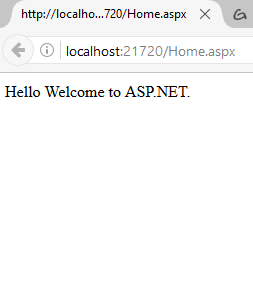 http://localho...720/Home.aspx
localhost:21720/Home.aspx
Hello Welcome to ASP.NET.